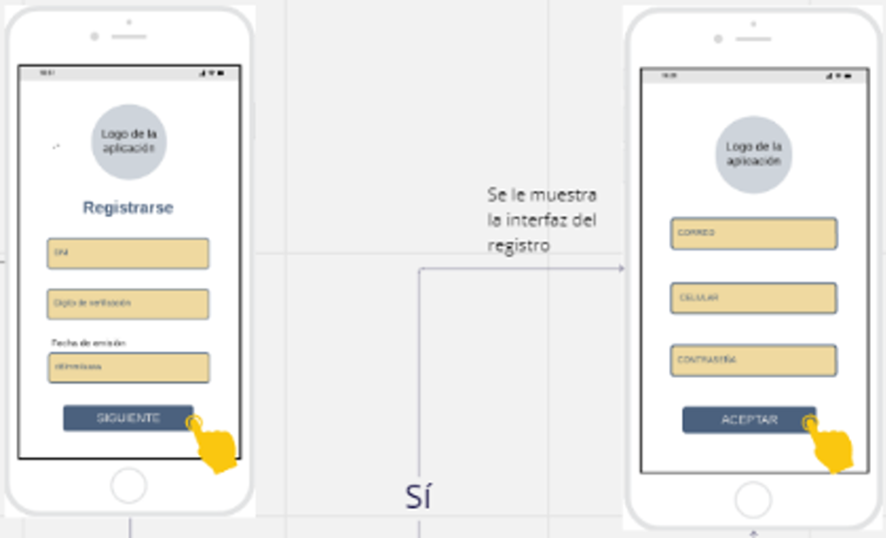 Logo de la
aplicación
Registrarse
DNI
Dígito de verificación
Fecha de emisión
SIGUIENTE
Sí
Se le muestra
la interfaz del
registro
Logo de la
aplicación
CORREO
CELULAR
CONTRASEÑA
ACEPTAR